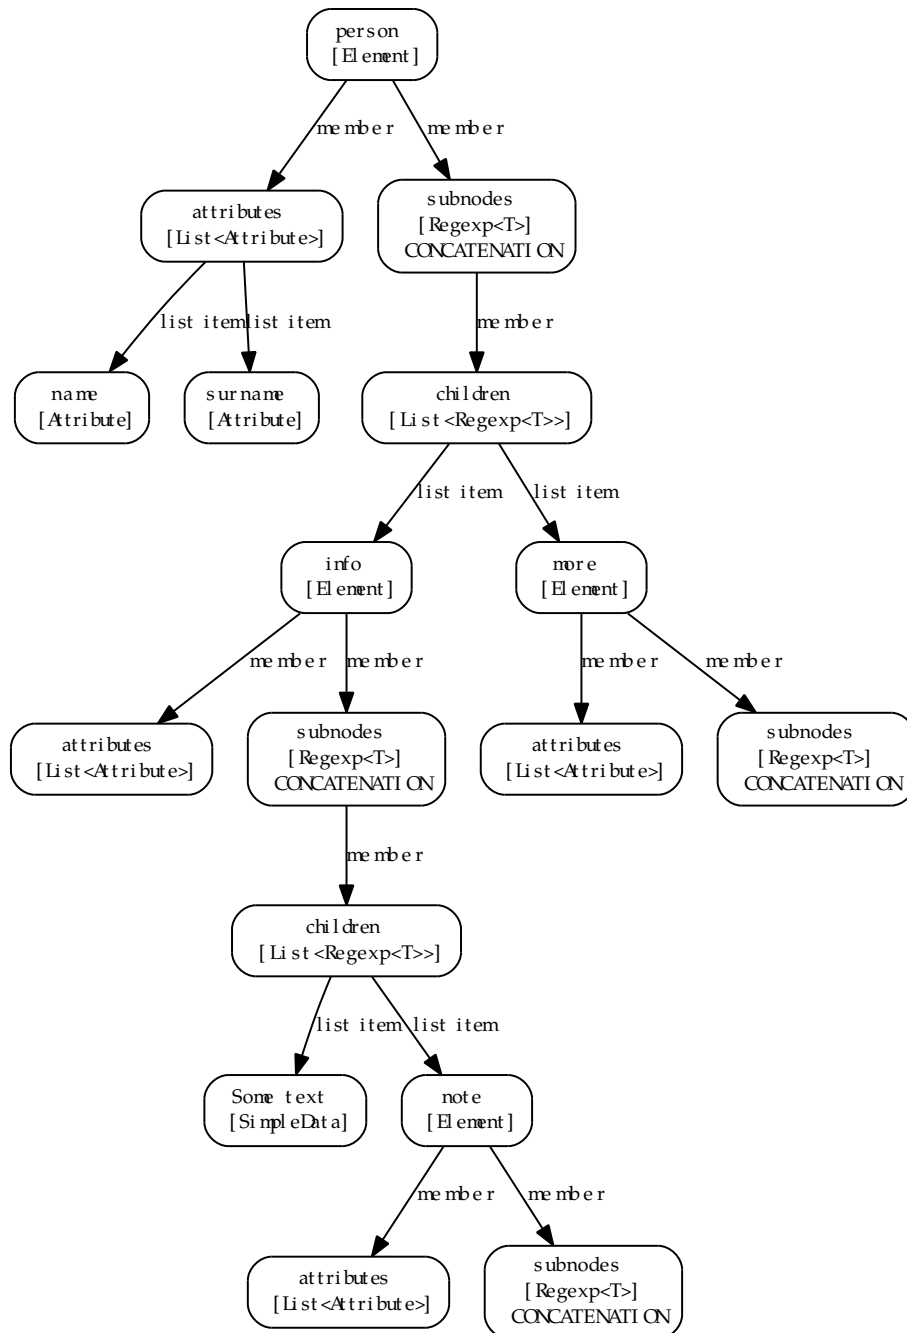 person
[Element]
member
member
attributes
[List<Attribute>]
subnodes
[Regexp<T>]
CONCATENATION
list item
list item
member
name
[Attribute]
surname
[Attribute]
children
[List<Regexp<T>>]
list item
list item
info
[Element]
more
[Element]
member
member
member
member
attributes
[List<Attribute>]
subnodes
[Regexp<T>]
CONCATENATION
attributes
[List<Attribute>]
subnodes
[Regexp<T>]
CONCATENATION
member
children
[List<Regexp<T>>]
list item
list item
Some text
[SimpleData]
note
[Element]
member
member
attributes
[List<Attribute>]
subnodes
[Regexp<T>]
CONCATENATION